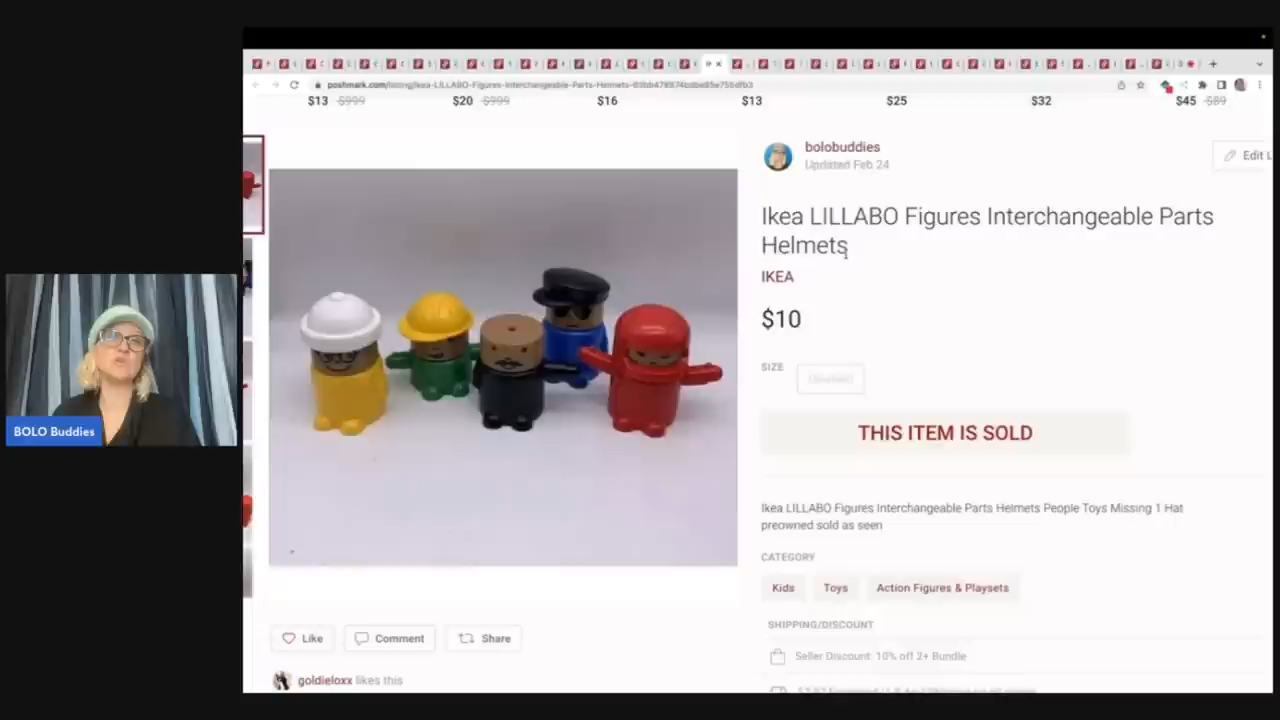 poshmark.com/listing/Ikea-LILLABO-Figures-Interchangeable-Parts-Helmets-
$13 $999 $20 $999 $16 $13 $25 $32 $45 $89
bolobuddies
Updated Feb 24
Edit L
Ikea LILLABO Figures Interchangeable Parts
Helmets
IKEA
$10
SIZE
THIS ITEM IS SOLD
Ikea LILLABO Figures Interchangeable Parts Helmets People Toys Missing 1 Hat
preowned sold as seen
CATEGORY
Kids Toys Action Figures & Playsets
SHIPPING/DISCOUNT
Seller Discount: 10% off 2+ Bundle
Like Comment Share
goldieloxx likes this
BOLO Buddies